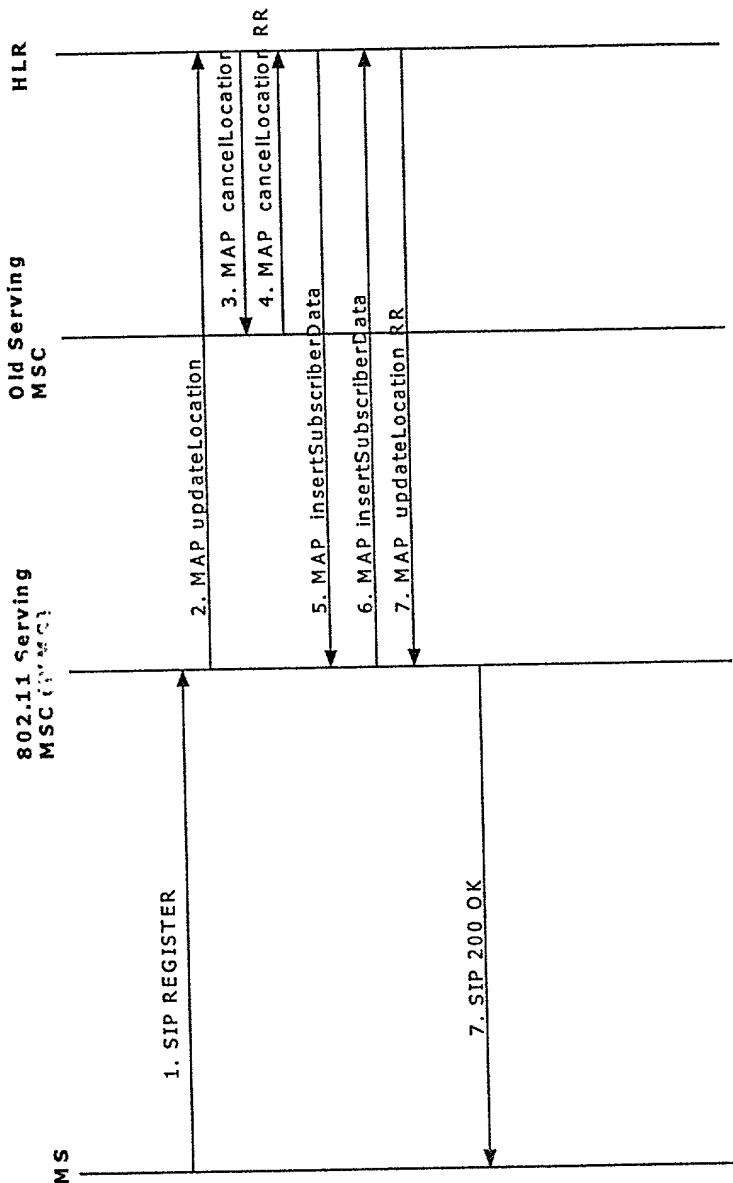 MS
802.11 Serving
MSC
Old Serving
MSC
HLR
1. SIP REGISTER
2. MAP updateLocation
3. MAP cancelLocation
4. MAP cancelLocation RR
5. MAP insertSubscriberData
6. MAP insertSubscriberData
7. MAP updateLocation RR
7. SIP 200 OK